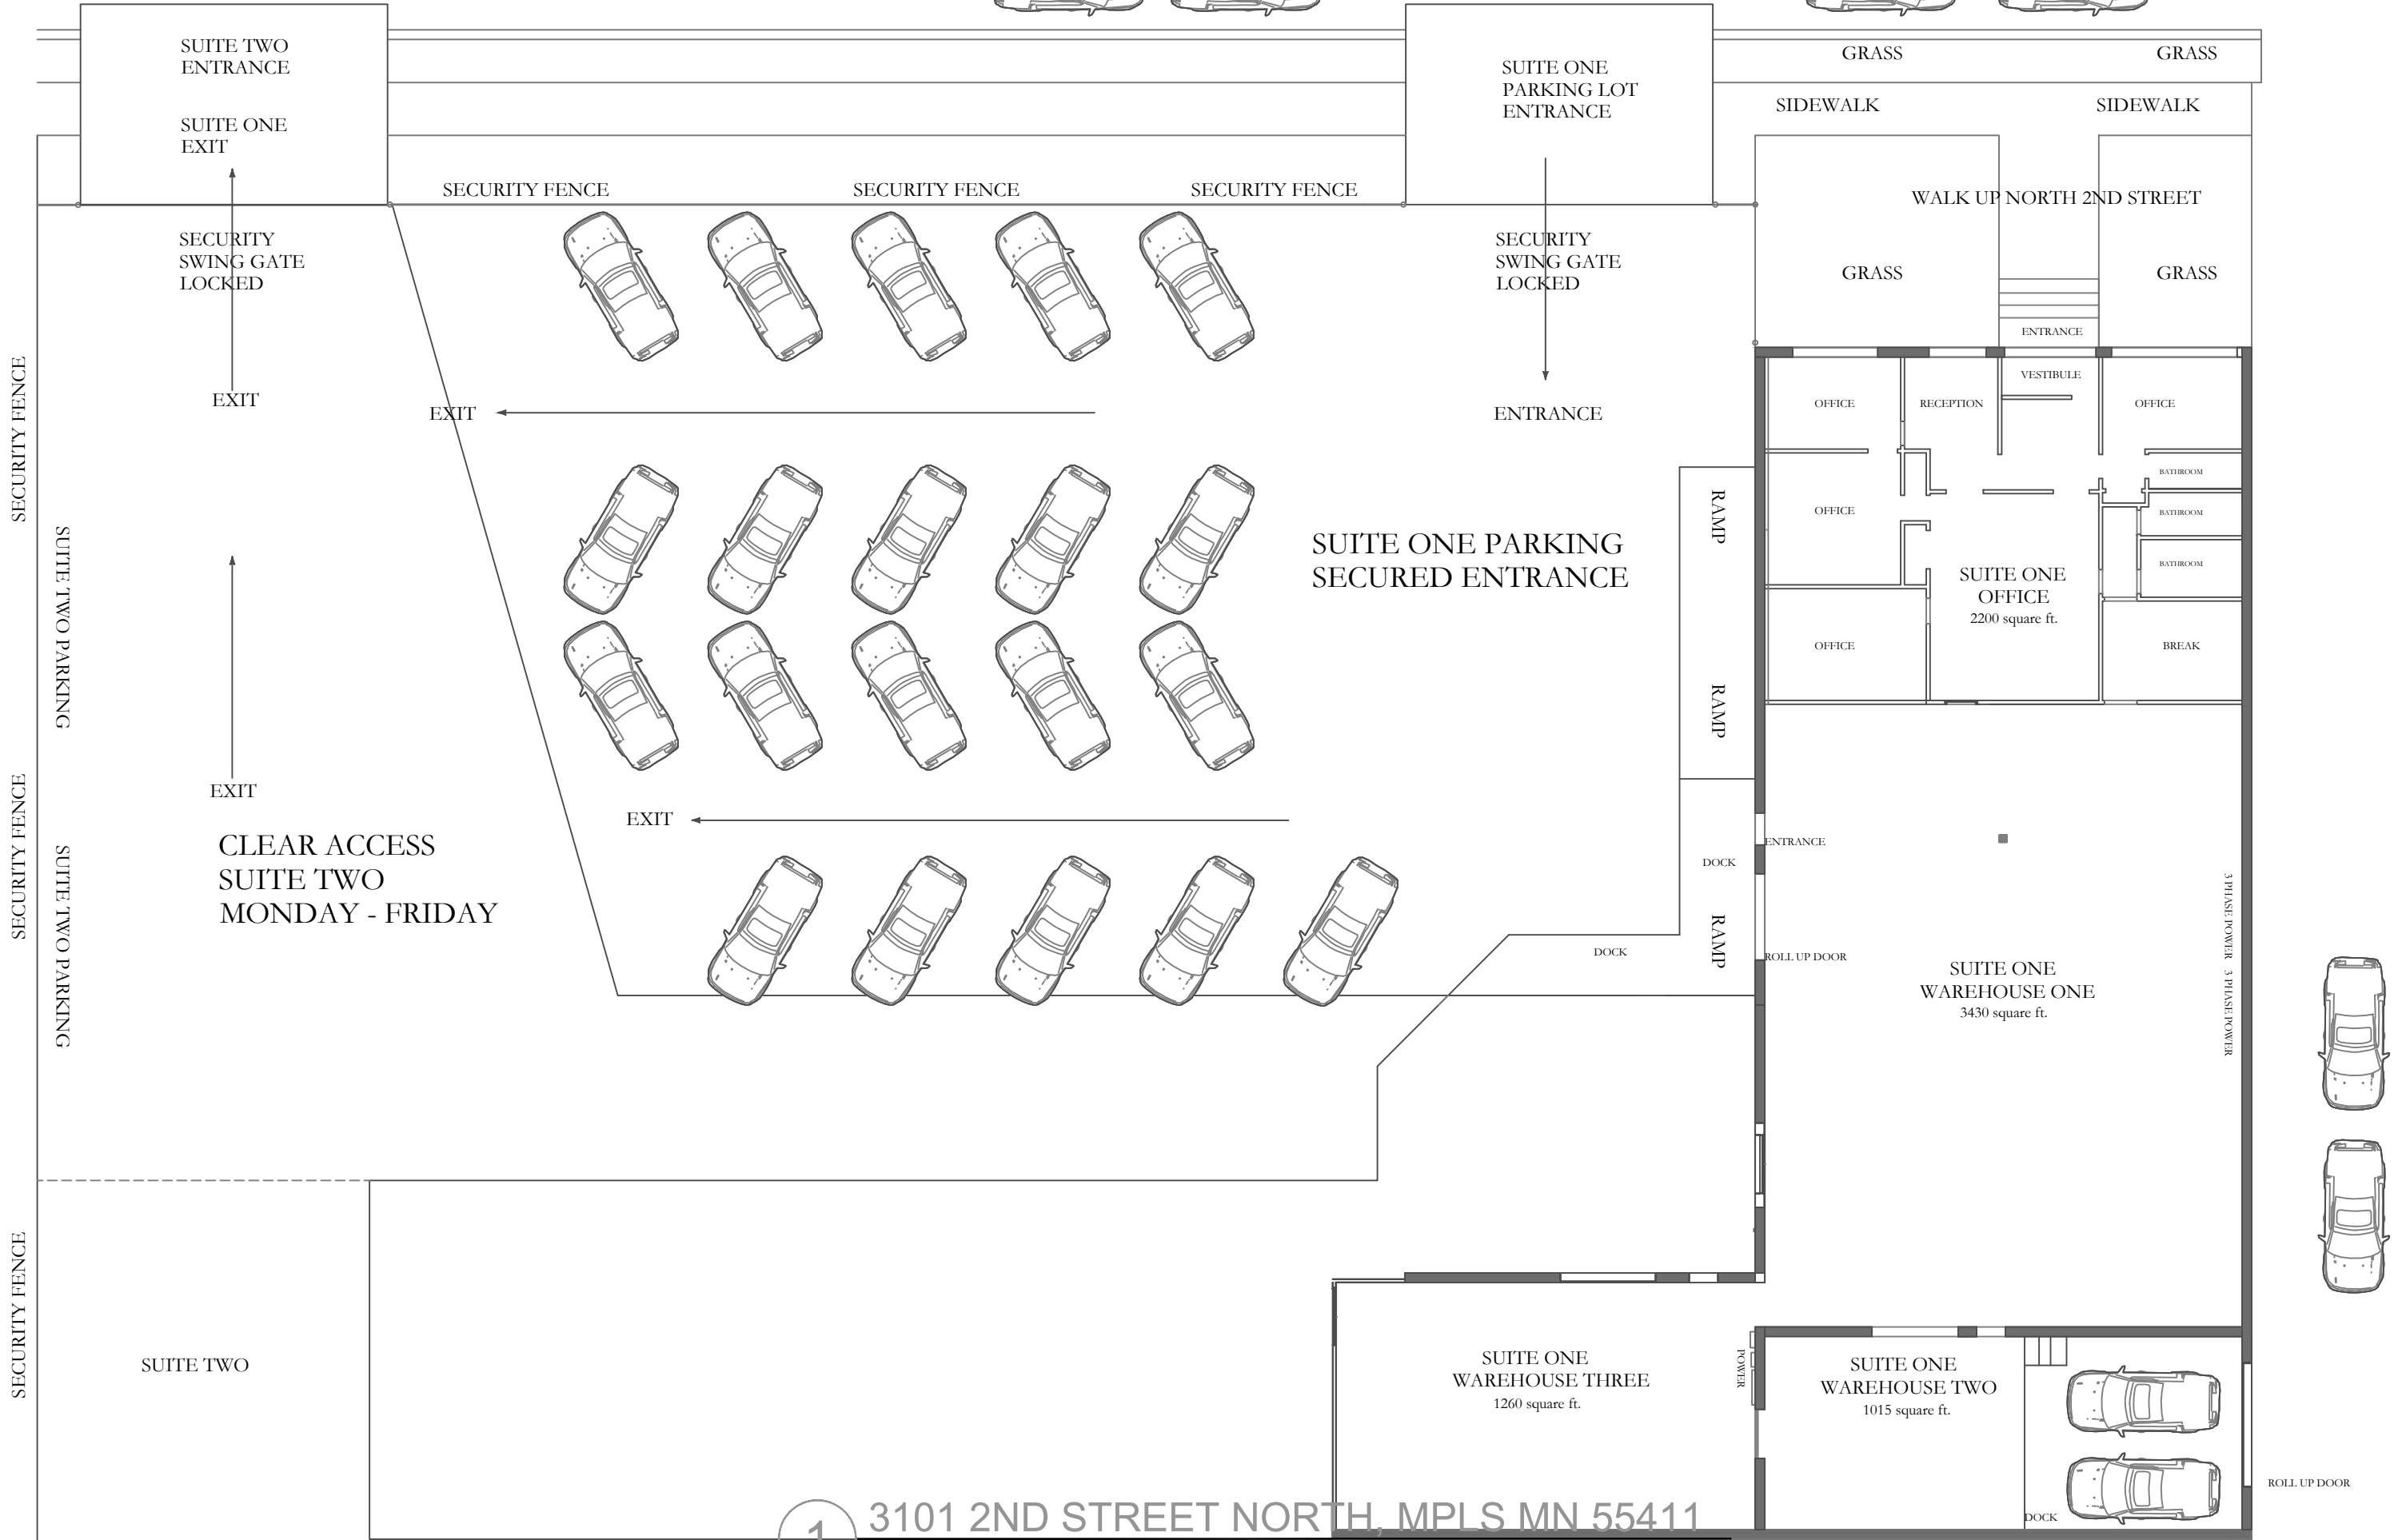 SUITE TWO
ENTRANCE
SUITE ONE
EXIT
SUITE ONE
PARKING LOT
ENTRANCE
GRASS
GRASS
SIDEWALK
SIDEWALK
SECURITY FENCE
SECURITY FENCE
SECURITY FENCE
WALK UP NORTH 2ND STREET
SECURITY
SWING GATE
LOCKED
SECURITY
SWING GATE
LOCKED
GRASS
GRASS
ENTRANCE
EXIT
EXIT
ENTRANCE
VESTIBULE
OFFICE
RECEPTION
OFFICE
BATHROOM
BATHROOM
BATHROOM
OFFICE
SECURITY FENCE
SUITE TWO PARKING
RAMP
SUITE ONE PARKING
SECURED ENTRANCE
SUITE ONE
OFFICE
2200 square ft.
OFFICE
BREAK
RAMP
EXIT
EXIT
SECURITY FENCE
CLEAR ACCESS
SUITE TWO
MONDAY - FRIDAY
SUITE TWO PARKING
ENTRANCE
DOCK
RAMP
DOCK
ROLL UP DOOR
3 PHASE POWER
3 PHASE POWER
SUITE ONE
WAREHOUSE ONE
3430 square ft.
SECURITY FENCE
SUITE TWO
SUITE ONE
WAREHOUSE THREE
1260 square ft.
POWER
SUITE ONE
WAREHOUSE TWO
1015 square ft.
ROLL UP DOOR
DOCK
1
3101 2ND STREET NORTH, MPLS MN 55411